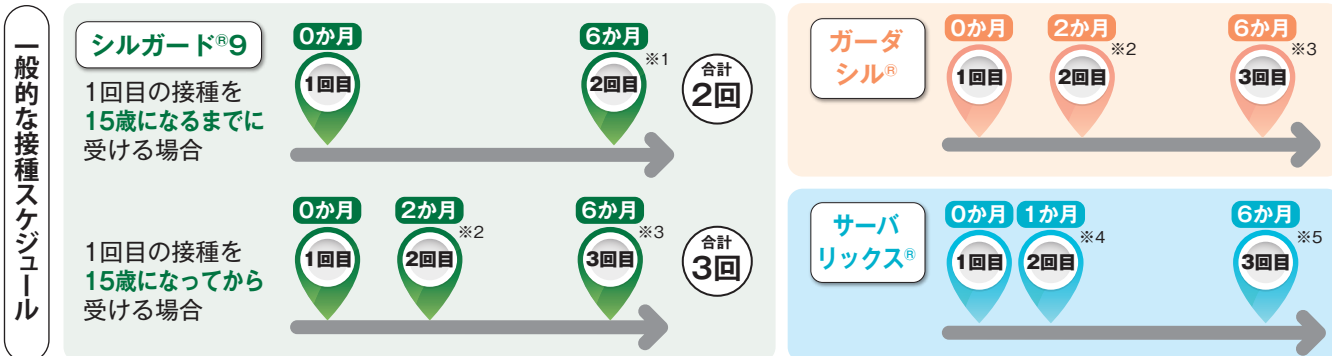 一般的な接種スケジュール
シルガード®9
1回目の接種を
15歳になるまでに
受ける場合
0か月
1回目
6か月
※1
2回目
合計
2回
1回目の接種を
15歳になってから
受ける場合
0か月
1回目
2か月
※2
2回目
6か月
※3
3回目
合計
3回
ガーダ
シル®
0か月
1回目
2か月
※2
2回目
6か月
※3
3回目
サーバ
リックス®
0か月
1回目
1か月
※4
2回目
6か月
※5
3回目